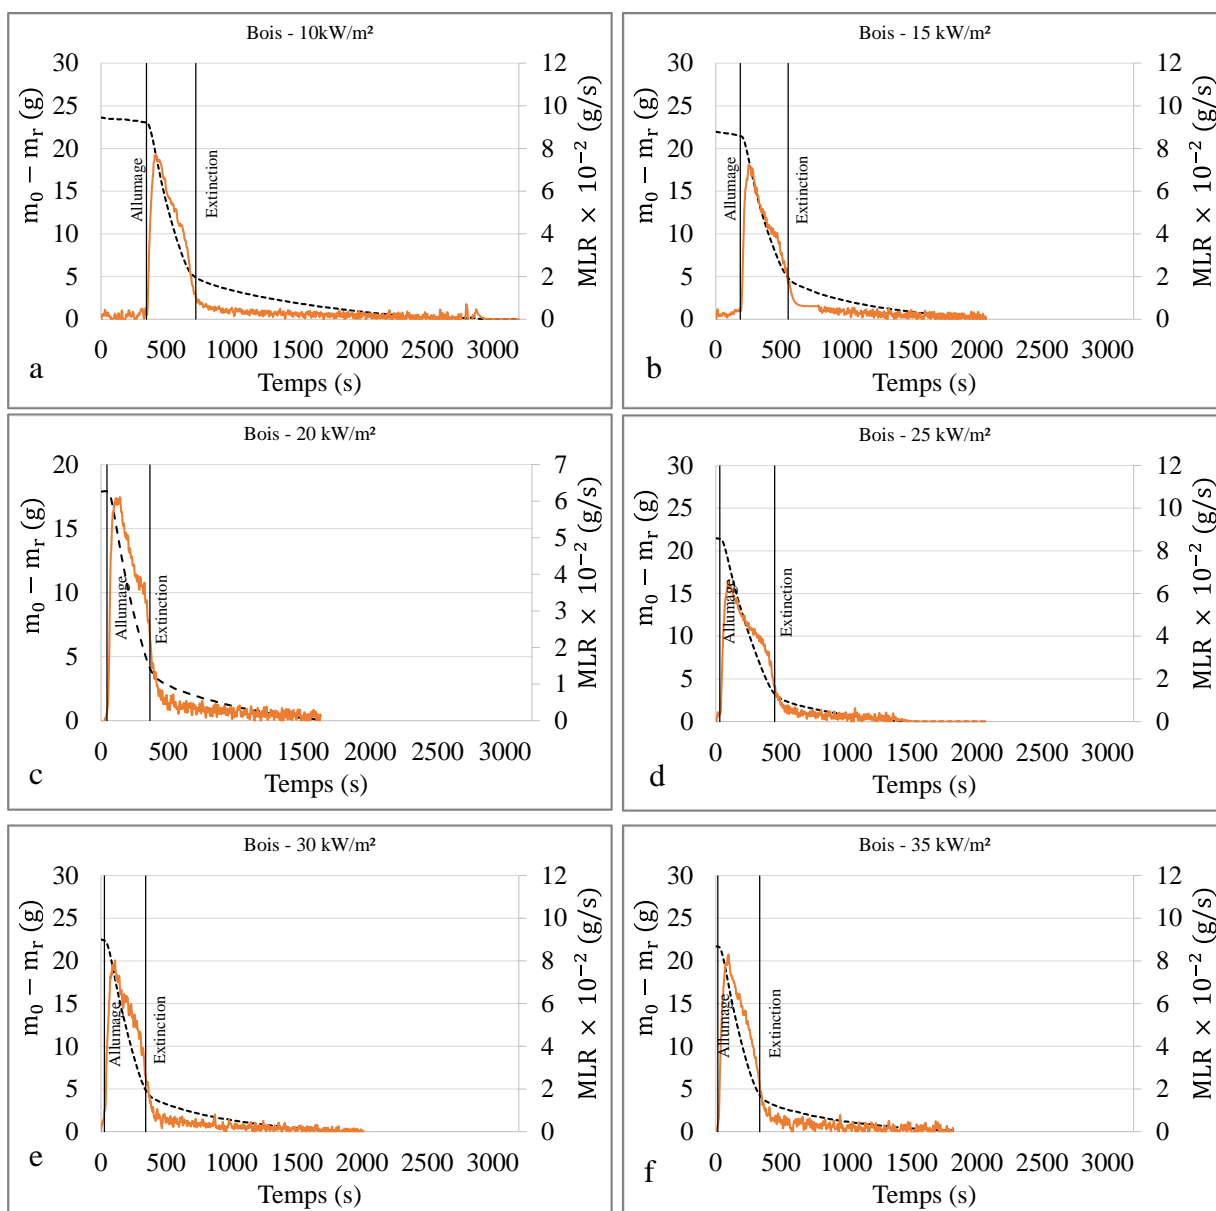 Bois - 10kW/m²
30 25 20 15 10 5 0
m₀ − mᵣ (g)
12 10 8 6 4 2 0
MLR × 10⁻² (g/s)
Allumage
Extinction
0 500 1000 1500 2000 2500 3000
Temps (s)
a
Bois - 15 kW/m²
30 25 20 15 10 5 0
m₀ − mᵣ (g)
12 10 8 6 4 2 0
MLR × 10⁻² (g/s)
Allumage
Extinction
0 500 1000 1500 2000 2500 3000
Temps (s)
b
Bois - 20 kW/m²
20 15 10 5 0
m₀ − mᵣ (g)
7 6 5 4 3 2 1 0
MLR × 10⁻² (g/s)
Allumage
Extinction
0 500 1000 1500 2000 2500 3000
Temps (s)
c
Bois - 25 kW/m²
30 25 20 15 10 5 0
m₀ − mᵣ (g)
12 10 8 6 4 2 0
MLR × 10⁻² (g/s)
Allumage
Extinction
0 500 1000 1500 2000 2500 3000
Temps (s)
d
Bois - 30 kW/m²
30 25 20 15 10 5 0
m₀ − mᵣ (g)
12 10 8 6 4 2 0
MLR × 10⁻² (g/s)
Allumage
Extinction
0 500 1000 1500 2000 2500 3000
Temps (s)
e
Bois - 35 kW/m²
30 25 20 15 10 5 0
m₀ − mᵣ (g)
12 10 8 6 4 2 0
MLR × 10⁻² (g/s)
Allumage
Extinction
0 500 1000 1500 2000 2500 3000
Temps (s)
f